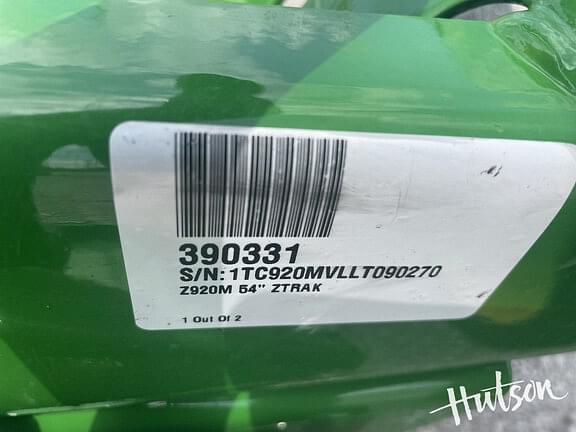 390331
S/N: 1TC920MVLLT090270
Z920M 54" ZTRAK
1 Out Of 2
Hutson